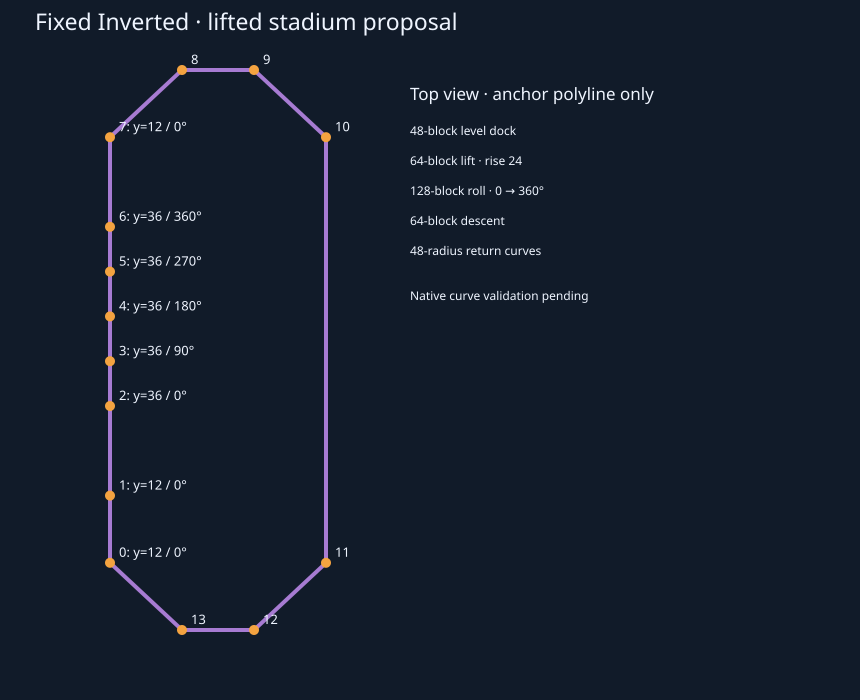 Fixed Inverted · lifted stadium proposal
8
9
7: y=12 / 0°
10
6: y=36 / 360°
5: y=36 / 270°
4: y=36 / 180°
3: y=36 / 90°
2: y=36 / 0°
1: y=12 / 0°
0: y=12 / 0°
11
13
12
Top view · anchor polyline only
48-block level dock
64-block lift · rise 24
128-block roll · 0 → 360°
64-block descent
48-radius return curves
Native curve validation pending